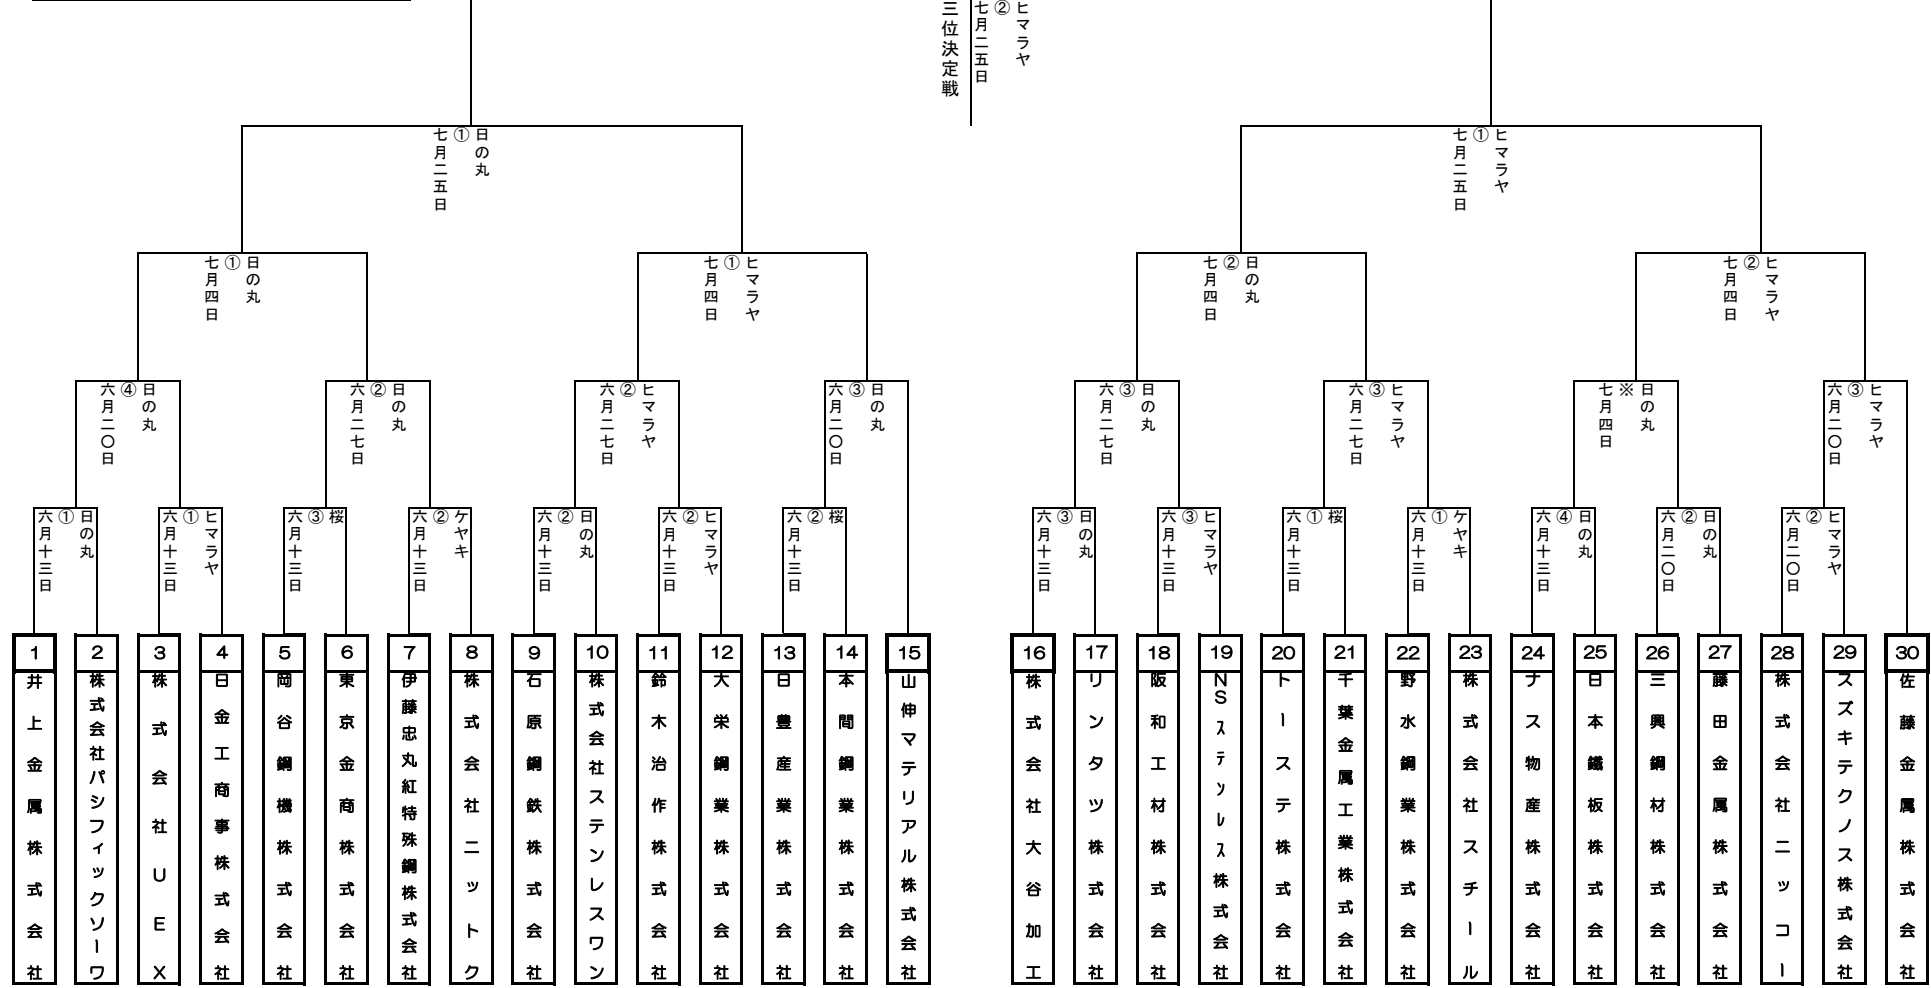 三位決定戦
ヒマラヤ
②
七月二五日
日の丸
①
七月二五日
ヒマラヤ
①
七月二五日
日の丸
①
七月四日
ヒマラヤ
①
七月四日
日の丸
②
七月四日
ヒマラヤ
②
七月四日
日の丸
④
六月二〇日
日の丸
②
六月二七日
ヒマラヤ
②
六月二七日
日の丸
③
六月二〇日
日の丸
③
六月二七日
ヒマラヤ
③
六月二七日
日の丸
※
七月四日
ヒマラヤ
③
六月二〇日
日の丸
①
六月十三日
ヒマラヤ
①
六月十三日
桜
③
六月十三日
ケヤキ
②
六月十三日
日の丸
②
六月十三日
ヒマラヤ
②
六月十三日
桜
②
六月十三日
日の丸
③
六月十三日
ヒマラヤ
③
六月十三日
桜
①
六月十三日
ケヤキ
①
六月十三日
日の丸
④
六月十三日
日の丸
②
六月二〇日
ヒマラヤ
②
六月二〇日
1
井上金属株式会社
2
株式会社パシフィックソーワ
3
株式会社UEX
4
日金工商事株式会社
5
岡谷鋼機株式会社
6
東京金商株式会社
7
伊藤忠丸紅特殊鋼株式会社
8
株式会社ニットク
9
石原鋼鉄株式会社
10
株式会社ステンレスワン
11
鈴木治作株式会社
12
大栄鋼業株式会社
13
日豊産業株式会社
14
本間鋼業株式会社
15
山伸マテリアル株式会社
16
株式会社大谷加工
17
リンタツ株式会社
18
阪和工材株式会社
19
NSステンレス株式会社
20
トーステ株式会社
21
千葉金属工業株式会社
22
野水鋼業株式会社
23
株式会社スチール
24
ナス物産株式会社
25
日本鐵板株式会社
26
三興鋼材株式会社
27
藤田金属株式会社
28
株式会社ニッコー
29
スズキテクノス株式会社
30
佐藤金属株式会社